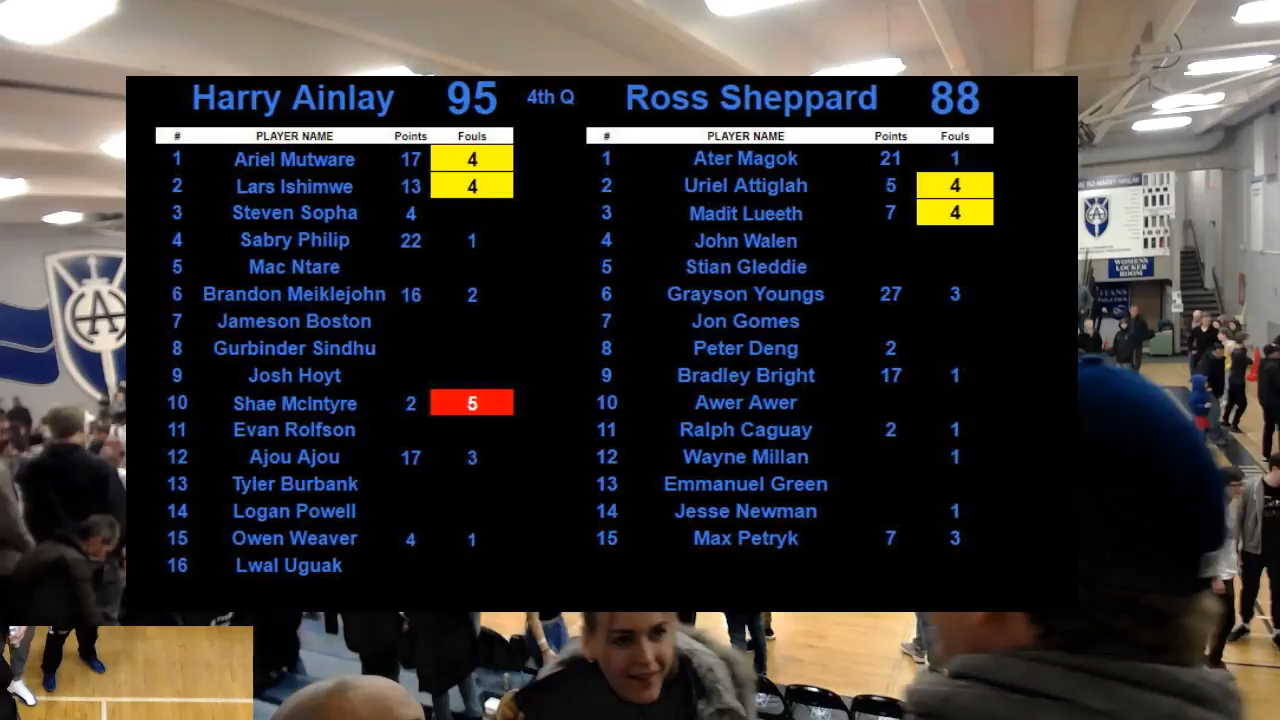 Harry Ainlay 95 4th Q Ross Sheppard 88
# PLAYER NAME Points Fouls # PLAYER NAME Points Fouls
1 Ariel Mutware 17 4 1 Ater Magok 21 1
2 Lars Ishimwe 13 4 2 Uriel Attiglah 5 4
3 Steven Sopha 4 3 Madit Lueeth 7 4
4 Sabry Philip 22 1 4 John Walen
5 Mac Ntare 5 Stian Gleddie
6 Brandon Meiklejohn 16 2 6 Grayson Youngs 27 3
7 Jameson Boston 7 Jon Gomes
8 Gurbinder Sindhu 8 Peter Deng 2
9 Josh Hoyt 9 Bradley Bright 17 1
10 Shae McIntyre 2 5 10 Awer Awer
11 Evan Rolfson 11 Ralph Caguay 2 1
12 Ajou Ajou 17 3 12 Wayne Millan 1
13 Tyler Burbank 13 Emmanuel Green
14 Logan Powell 14 Jesse Newman 1
15 Owen Weaver 4 1 15 Max Petryk 7 3
16 Lwal Uguak
WOMEN'S
LOCKER
ROOM